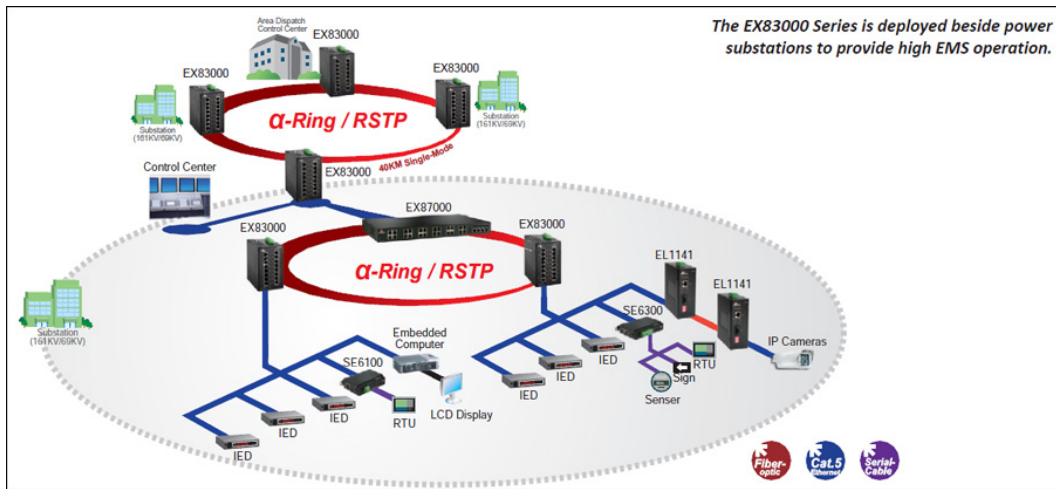 The EX83000 Series is deployed beside power
substations to provide high EMS operation.
Area Dispatch
Control Center
EX83000
EX83000
EX83000
α-Ring / RSTP
Substation
(161KV/69KV)
Substation
(161KV/69KV)
40KM Single-Mode
Control Center
EX83000
EX87000
EX83000
EX83000
α-Ring / RSTP
EL1141
EL1141
SE6300
Substation
(161KV/69KV)
Embedded
Computer
SE6100
IED
IED
IED
RTU
Sign
IP Cameras
Senser
LCD Display
RTU
IED
IED
IED
Fiber-
optic
Cat.5
Ethernet
Serial-
Cable